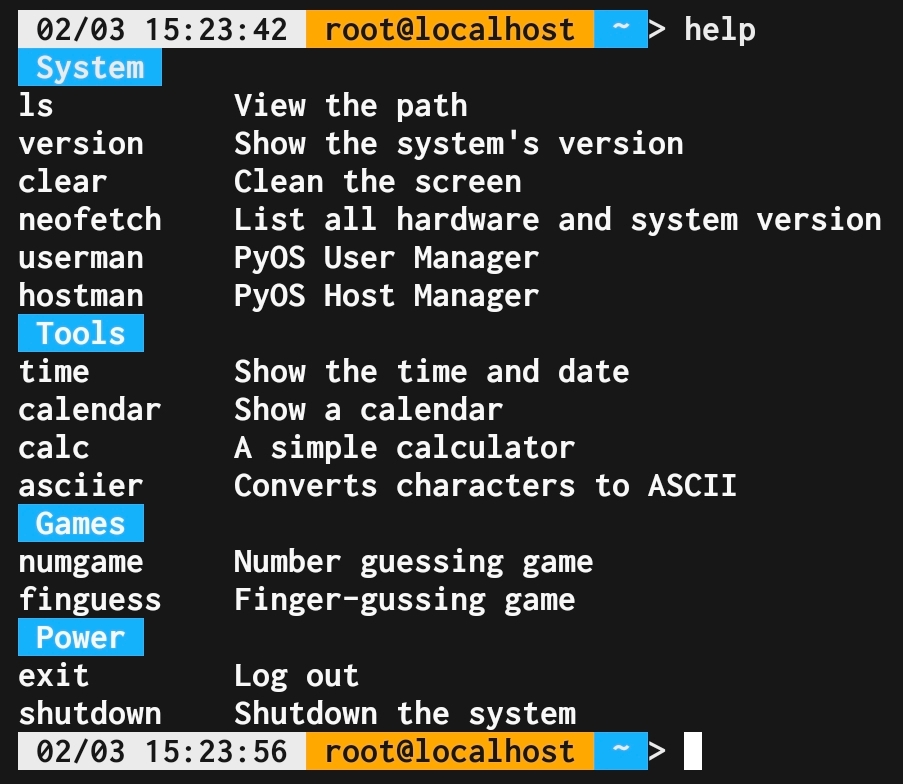 02/03 15:23:42 root@localhost ~> help
System
ls View the path
version Show the system's version
clear Clean the screen
neofetch List all hardware and system version
userman PyOS User Manager
hostman PyOS Host Manager
Tools
time Show the time and date
calendar Show a calendar
calc A simple calculator
asciier Converts characters to ASCII
Games
numgame Number guessing game
finguess Finger-gussing game
Power
exit Log out
shutdown Shutdown the system
02/03 15:23:56 root@localhost ~>